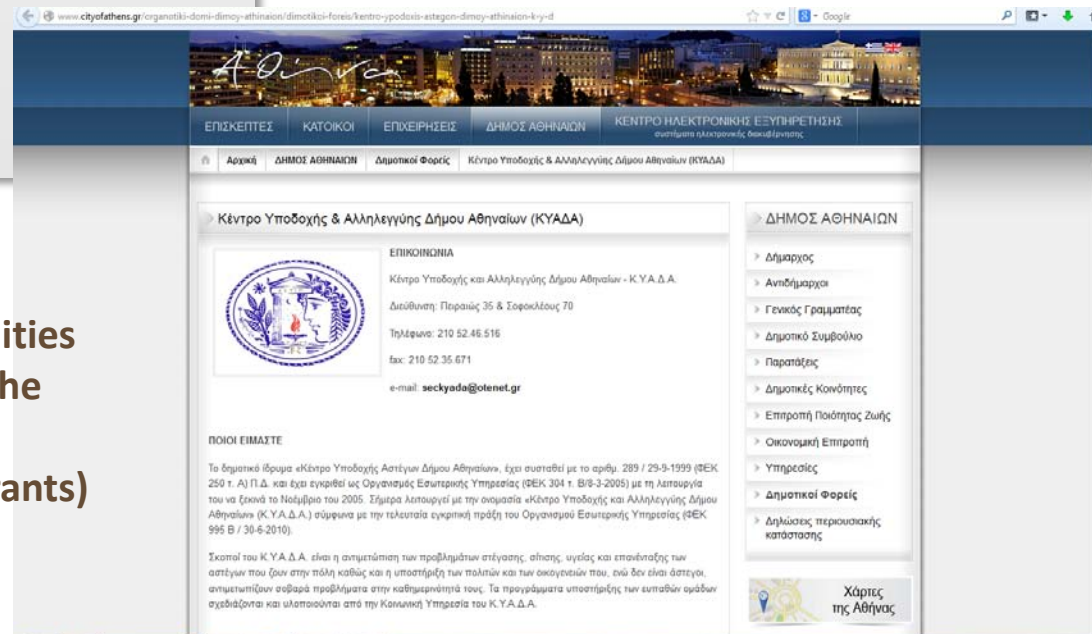 www.cityofathens.gr/organotiki-domi-dimoy-athinaion/dimotikoi-foreis/kentro-ypodoxis-astegon-dimoy-athinaion-k-y-d
Google
Αθήνα
ΕΠΙΣΚΕΠΤΕΣ ΚΑΤΟΙΚΟΙ ΕΠΙΧΕΙΡΗΣΕΙΣ ΔΗΜΟΣ ΑΘΗΝΑΙΩΝ ΚΕΝΤΡΟ ΗΛΕΚΤΡΟΝΙΚΗΣ ΕΞΥΠΗΡΕΤΗΣΗΣ
συστήματα ηλεκτρονικής διακυβέρνησης
Αρχική ΔΗΜΟΣ ΑΘΗΝΑΙΩΝ Δημοτικοί Φορείς Κέντρο Υποδοχής & Αλληλεγγύης Δήμου Αθηναίων (ΚΥΑΔΑ)
Κέντρο Υποδοχής & Αλληλεγγύης Δήμου Αθηναίων (ΚΥΑΔΑ)
ΕΠΙΚΟΙΝΩΝΙΑ
Κέντρο Υποδοχής και Αλληλεγγύης Δήμου Αθηναίων - Κ.Υ.Α.Δ.Α.
Διεύθυνση: Πειραιώς 35 & Σοφοκλέους 70
Τηλέφωνο: 210 52.46.516
fax: 210 52.35.671
e-mail: seckyada@otenet.gr
ΠΟΙΟΙ ΕΙΜΑΣΤΕ
Το δημοτικό ίδρυμα «Κέντρο Υποδοχής Αστέγων Δήμου Αθηναίων», έχει συσταθεί με το αριθμ. 289 / 29-9-1999 (ΦΕΚ
250 τ. Α) Π.Δ. και έχει εγκριθεί ως Οργανισμός Εσωτερικής Υπηρεσίας (ΦΕΚ 304 τ. Β/8-3-2005) με τη λειτουργία
του να ξεκινά το Νοέμβριο του 2005. Σήμερα λειτουργεί με την ονομασία «Κέντρο Υποδοχής και Αλληλεγγύης Δήμου
Αθηναίων» (Κ.Υ.Α.Δ.Α.) σύμφωνα με την τελευταία εγκριτική πράξη του Οργανισμού Εσωτερικής Υπηρεσίας (ΦΕΚ
995 Β / 30-6-2010).
Σκοποί του Κ.Υ.Α.Δ.Α. είναι η αντιμετώπιση των προβλημάτων στέγασης, σίτισης, υγείας και επανένταξης των
αστέγων που ζουν στην πόλη καθώς και η υποστήριξη των πολιτών και των οικογενειών που, ενώ δεν είναι άστεγοι,
αντιμετωπίζουν σοβαρά προβλήματα στην καθημερινότητά τους. Τα προγράμματα υποστήριξης των ευπαθών ομάδων
σχεδιάζονται και υλοποιούνται από την Κοινωνική Υπηρεσία του Κ.Υ.Α.Δ.Α.
ΔΗΜΟΣ ΑΘΗΝΑΙΩΝ
Δήμαρχος
Αντιδήμαρχοι
Γενικός Γραμματέας
Δημοτικό Συμβούλιο
Παρατάξεις
Δημοτικές Κοινότητες
Επιτροπή Ποιότητας Ζωής
Οικονομική Επιτροπή
Υπηρεσίες
Δημοτικοί Φορείς
Δηλώσεις περιουσιακής
κατάστασης
Χάρτες
της Αθήνας
ities
he
ants)